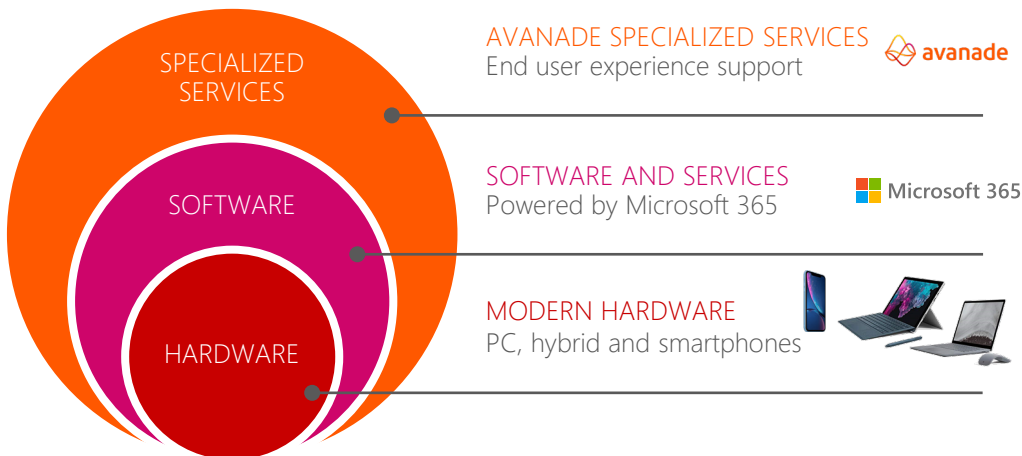 SPECIALIZED
SERVICES
SOFTWARE
HARDWARE
AVANADE SPECIALIZED SERVICES
End user experience support
avanade
SOFTWARE AND SERVICES
Powered by Microsoft 365
Microsoft 365
MODERN HARDWARE
PC, hybrid and smartphones